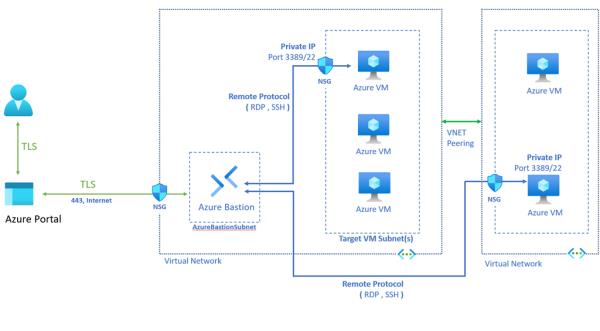 TLS
Azure Portal
TLS
443, Internet
NSG
Azure Bastion
AzureBastionSubnet
Virtual Network
Remote Protocol
( RDP , SSH )
Private IP
Port 3389/22
NSG
Azure VM
Azure VM
Azure VM
Target VM Subnet(s)
VNET
Peering
Azure VM
Private IP
Port 3389/22
NSG
Azure VM
Virtual Network
Remote Protocol
( RDP , SSH )